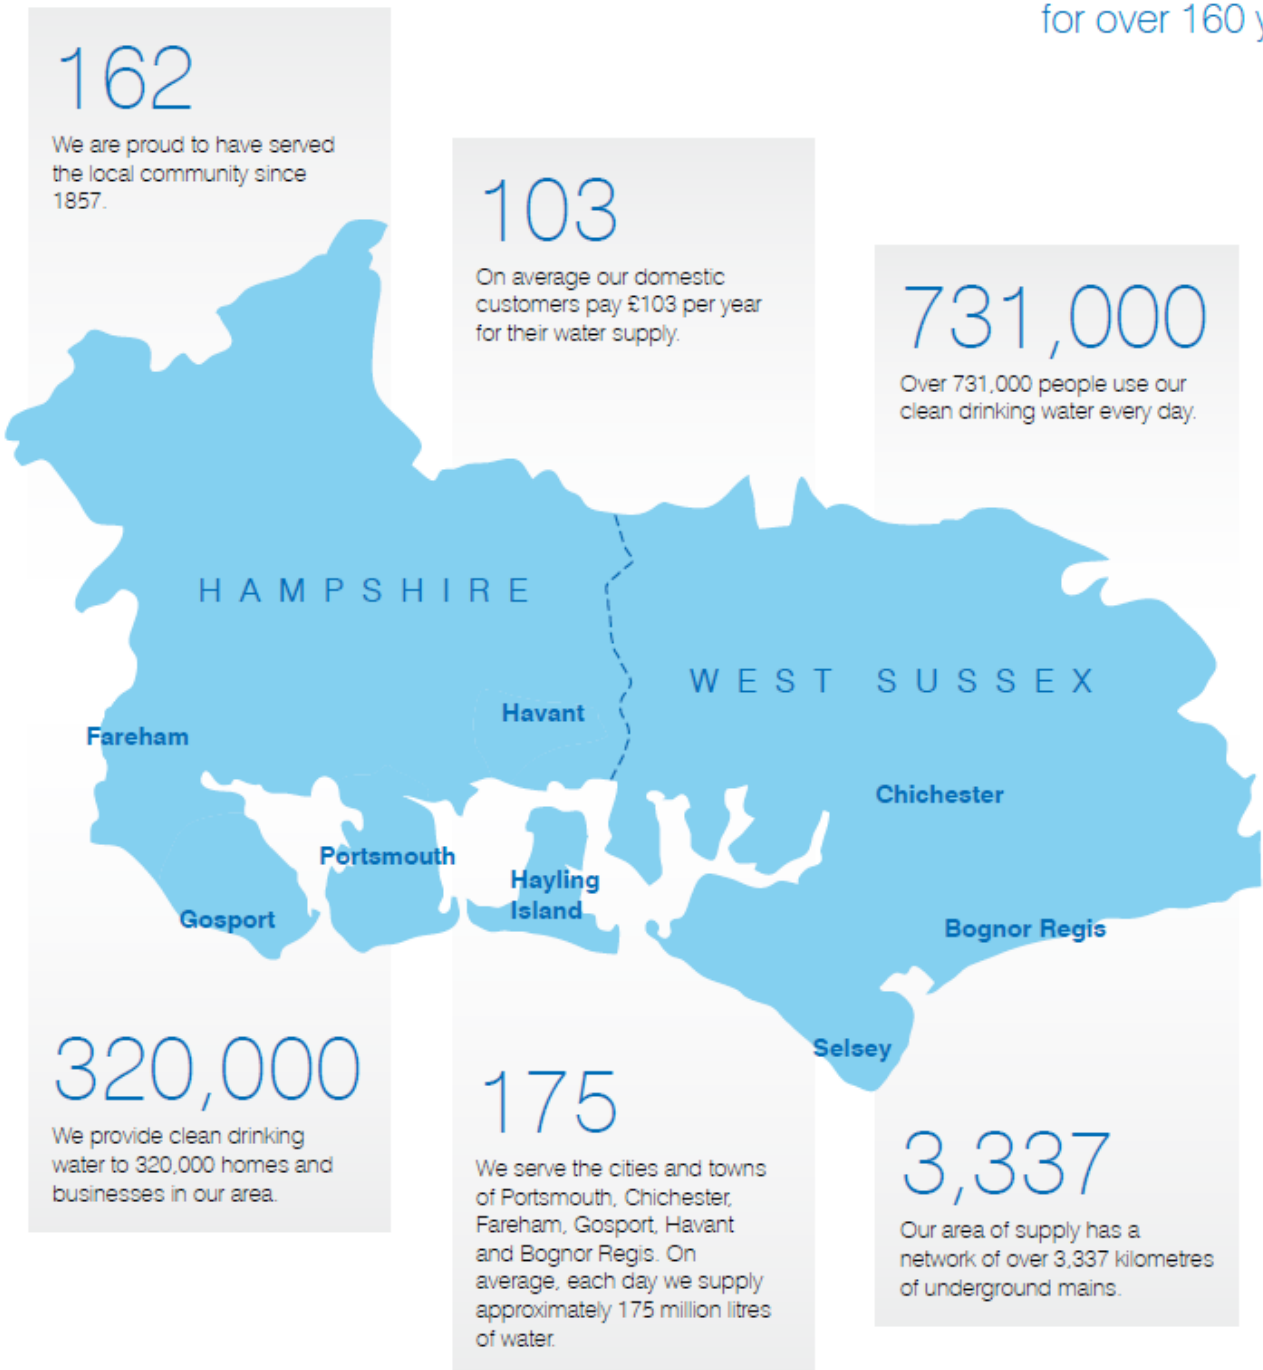 for over 160 y
162
We are proud to have served
the local community since
1857.
103
On average our domestic
customers pay £103 per year
for their water supply.
731,000
Over 731,000 people use our
clean drinking water every day.
HAMPSHIRE
WEST SUSSEX
Havant
Fareham
Chichester
Portsmouth
Hayling
Island
Gosport
Bognor Regis
Selsey
320,000
We provide clean drinking
water to 320,000 homes and
businesses in our area.
175
We serve the cities and towns
of Portsmouth, Chichester,
Fareham, Gosport, Havant
and Bognor Regis. On
average, each day we supply
approximately 175 million litres
of water.
3,337
Our area of supply has a
network of over 3,337 kilometres
of underground mains.